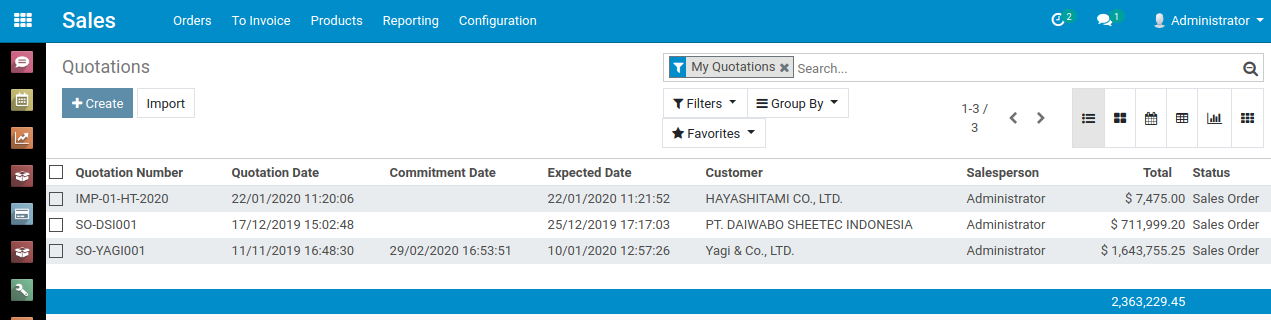 Sales Orders To Invoice Products Reporting Configuration 2 1 Administrator
Quotations My Quotations Search...
Create Import Filters Group By 1-3 / 3
Favorites
Quotation Number Quotation Date Commitment Date Expected Date Customer Salesperson Total Status
IMP-01-HT-2020 22/01/2020 11:20:06 22/01/2020 11:21:52 HAYASHITAMI CO., LTD. Administrator $ 7,475.00 Sales Order
SO-DSI001 17/12/2019 15:02:48 25/12/2019 17:17:03 PT. DAIWABO SHEETEC INDONESIA Administrator $ 711,999.20 Sales Order
SO-YAGI001 11/11/2019 16:48:30 29/02/2020 16:53:51 10/01/2020 12:57:26 Yagi & Co., LTD. Administrator $ 1,643,755.25 Sales Order
2,363,229.45